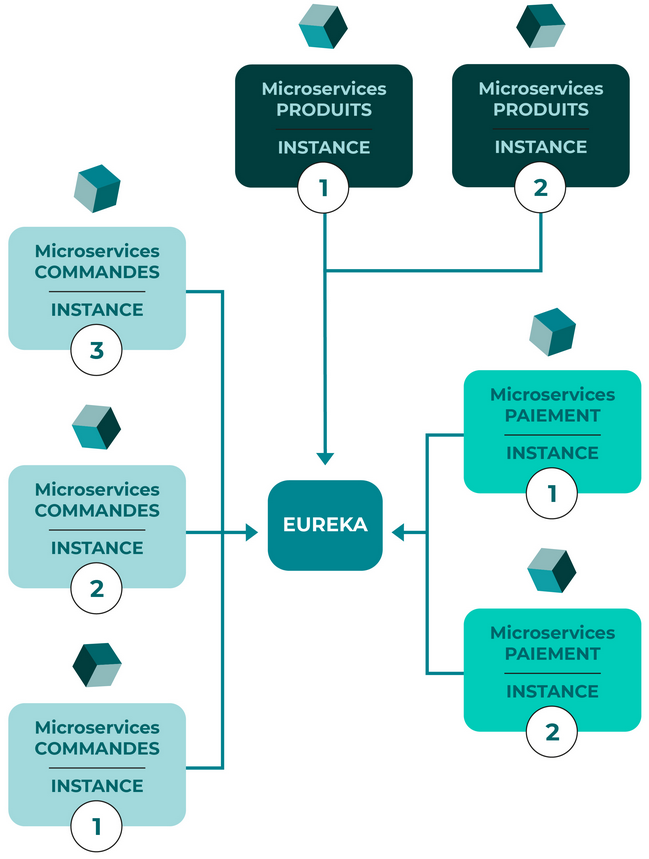 Microservices
PRODUITS
INSTANCE
1
Microservices
PRODUITS
INSTANCE
2
Microservices
COMMANDES
INSTANCE
3
Microservices
COMMANDES
INSTANCE
2
Microservices
COMMANDES
INSTANCE
1
EUREKA
Microservices
PAIEMENT
INSTANCE
1
Microservices
PAIEMENT
INSTANCE
2